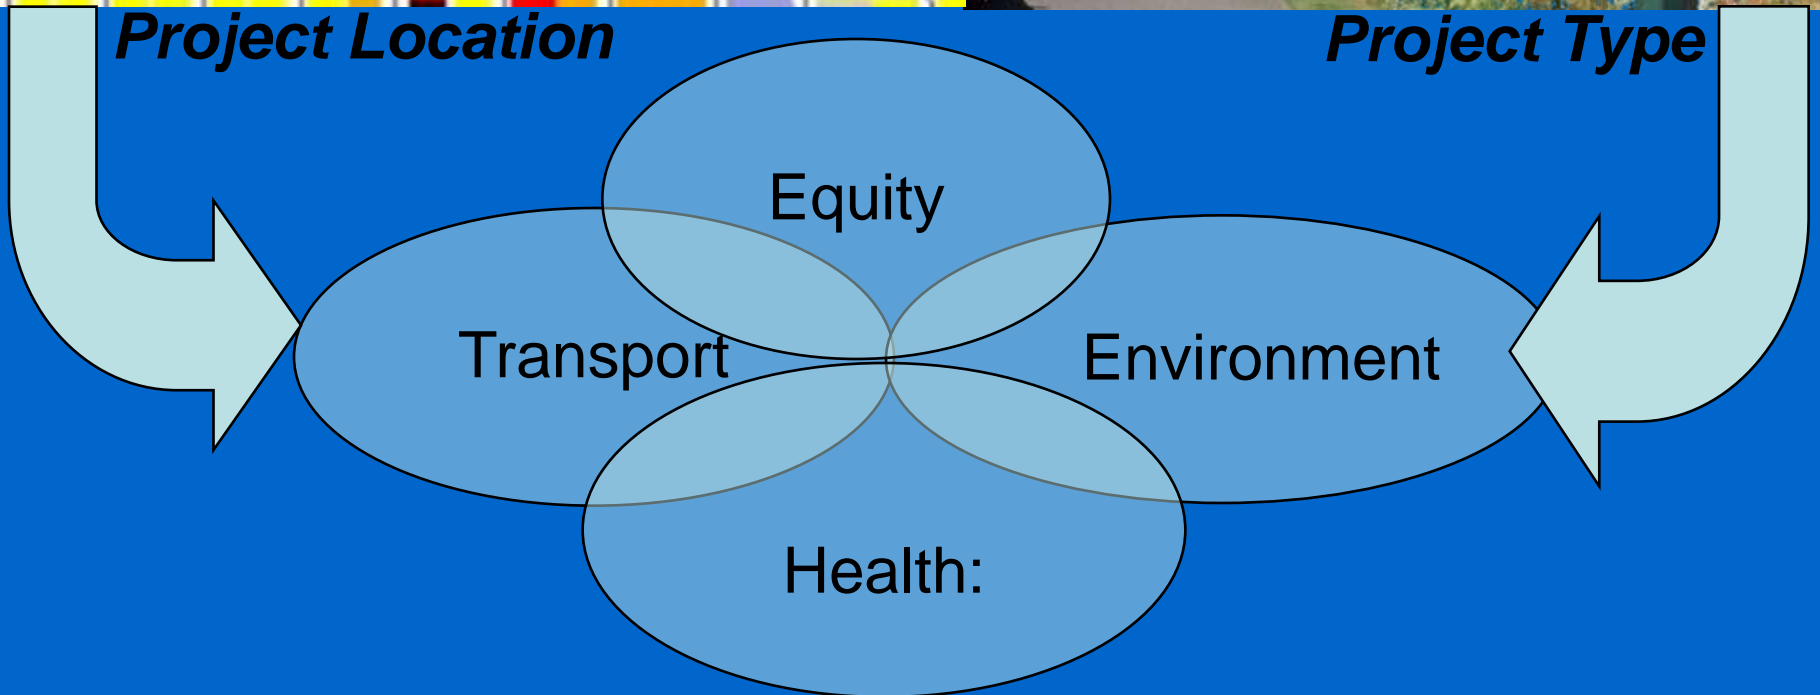 Project Location
Project Type
Equity
Transport
Environment
Health: